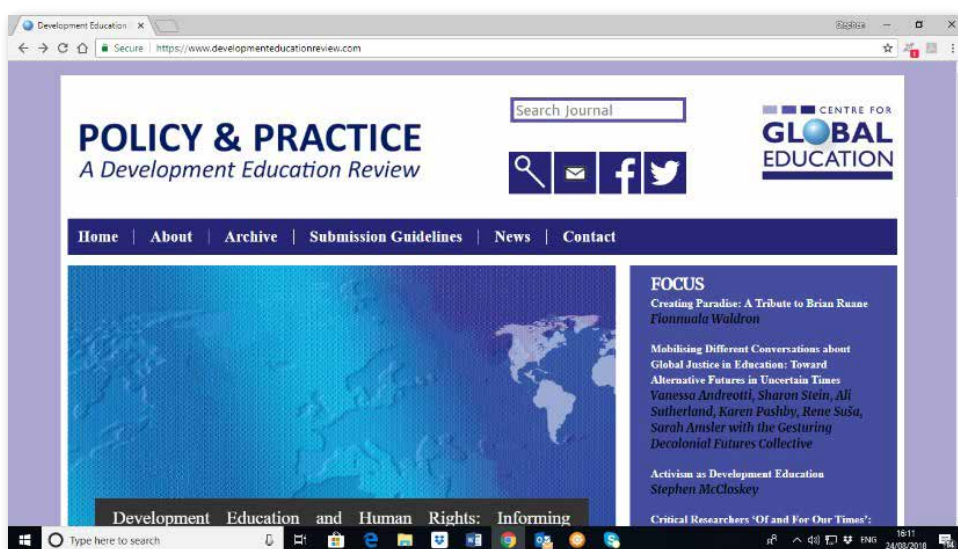 Development Education
Stephen
Secure
https://www.developmenteducationreview.com
POLICY & PRACTICE
A Development Education Review
Search Journal
CENTRE FOR
GLOBAL
EDUCATION
Home | About | Archive | Submission Guidelines | News | Contact
FOCUS
Creating Paradise: A Tribute to Brian Ruane
Fionnuala Waldron
Mobilising Different Conversations about
Global Justice in Education: Toward
Alternative Futures in Uncertain Times
Vanessa Andreotti, Sharon Stein, Ali
Sutherland, Karen Pashby, Rene Suša,
Sarah Amsler with the Gesturing
Decolonial Futures Collective
Activism as Development Education
Stephen McCloskey
Critical Researchers ‘Of and For Our Times’:
Development Education and Human Rights: Informing
Type here to search
ENG
16:11
24/08/2018